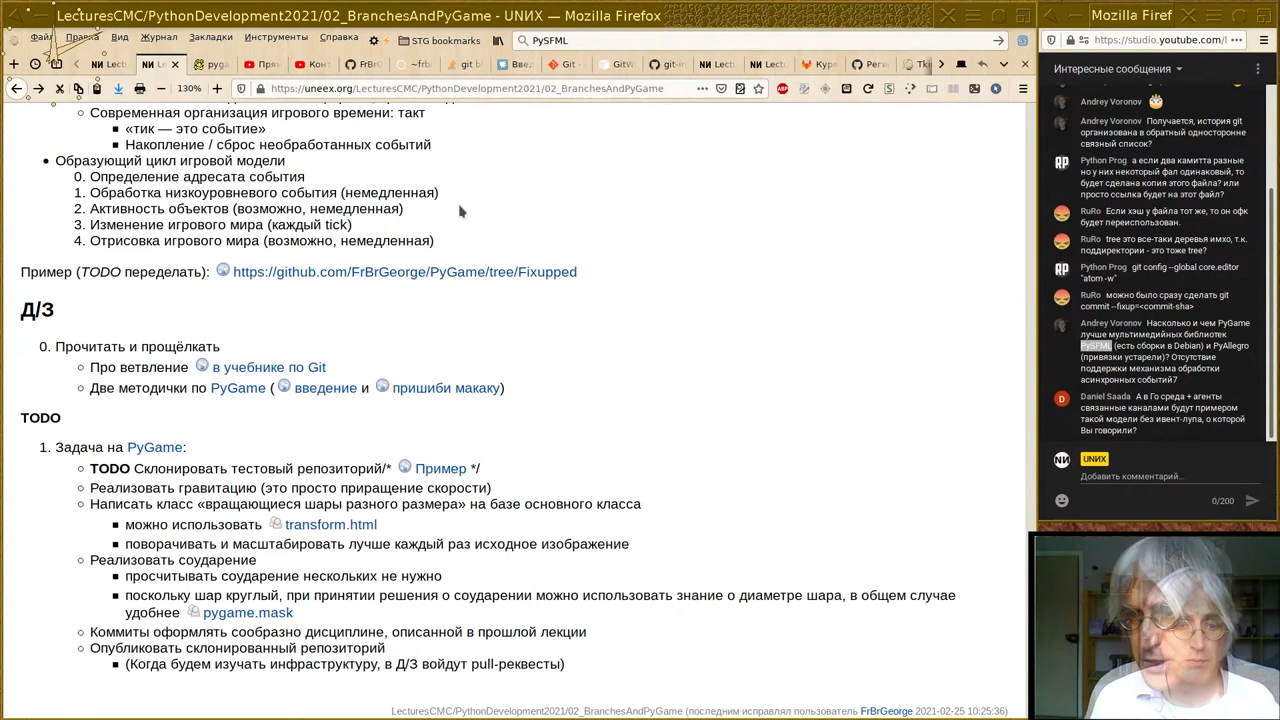 LecturesCMC/PythonDevelopment2021/02_BranchesAndPyGame - UNИХ — Mozilla Firefox
Файл Правка Вид Журнал Закладки Инструменты Справка
STG bookmarks
PySFML
130%
https://uneex.org/LecturesCMC/PythonDevelopment2021/02_BranchesAndPyGame
Современная организация игрового времени: такт
«тик — это событие»
Накопление / сброс необработанных событий
Образующий цикл игровой модели
0. Определение адресата события
1. Обработка низкоуровневого события (немедленная)
2. Активность объектов (возможно, немедленная)
3. Изменение игрового мира (каждый tick)
4. Отрисовка игрового мира (возможно, немедленная)
Пример (TODO переделать): https://github.com/FrBrGeorge/PyGame/tree/Fixupped
Д/З
0. Прочитать и прощёлкать
Про ветвление в учебнике по Git
Две методички по PyGame ( введение и пришиби макаку)
TODO
1. Задача на PyGame:
TODO Склонировать тестовый репозиторий/* Пример */
Реализовать гравитацию (это просто приращение скорости)
Написать класс «вращающиеся шары разного размера» на базе основного класса
можно использовать transform.html
поворачивать и масштабировать лучше каждый раз исходное изображение
Реализовать соударение
просчитывать соударение нескольких не нужно
поскольку шар круглый, при принятии решения о соударении можно использовать знание о диаметре шара, в общем случае
удобнее pygame.mask
Коммиты оформлять сообразно дисциплине, описанной в прошлой лекции
Опубликовать склонированный репозиторий
(Когда будем изучать инфраструктуру, в Д/З войдут pull-реквесты)
LecturesCMC/PythonDevelopment2021/02_BranchesAndPyGame (последним исправлял пользователь FrBrGeorge 2021-02-25 10:25:36)
Mozilla Firef
https://studio.youtube.com/l
Интересные сообщения
Andrey Voronov
Andrey Voronov Получается, история git
организована в обратный односторонне
связный список?
Python Prog а если два камитта разные
но у них некоторый фал одинаковый, то
будет сделана копия этого файла? или
просто ссылка будет на этот файл?
RuRo Если хэш у файла тот же, то он офк
будет переиспользован.
RuRo tree это все-таки деревья имхо, т.к.
поддиректории - это тоже tree?
Python Prog git config --global core.editor
"atom -w"
RuRo можно было сразу сделать git
commit --fixup=<commit-sha>
Andrey Voronov Насколько и чем PyGame
лучше мультимедийных библиотек
PySFML (есть сборки в Debian) и PyAllegro
(привязки устарели)? Отсутствие
поддержки механизма обработки
асинхронных событий7
Daniel Saada А в Го среда + агенты
связанные каналами будут примером
такой модели без ивент-лупа, о которой
Вы говорили?
UNИХ
Добавить комментарий…
0/200